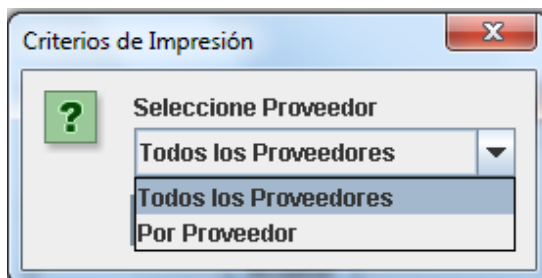 Criterios de Impresión
Seleccione Proveedor
Todos los Proveedores
Todos los Proveedores
Por Proveedor